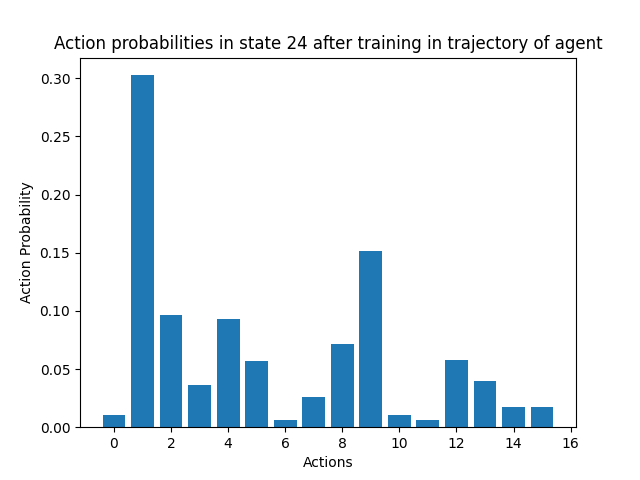 Action probabilities in state 24 after training in trajectory of agent
0.30
0.25
0.20
0.15
0.10
0.05
0.00
Action Probability
0 2 4 6 8 10 12 14 16
Actions